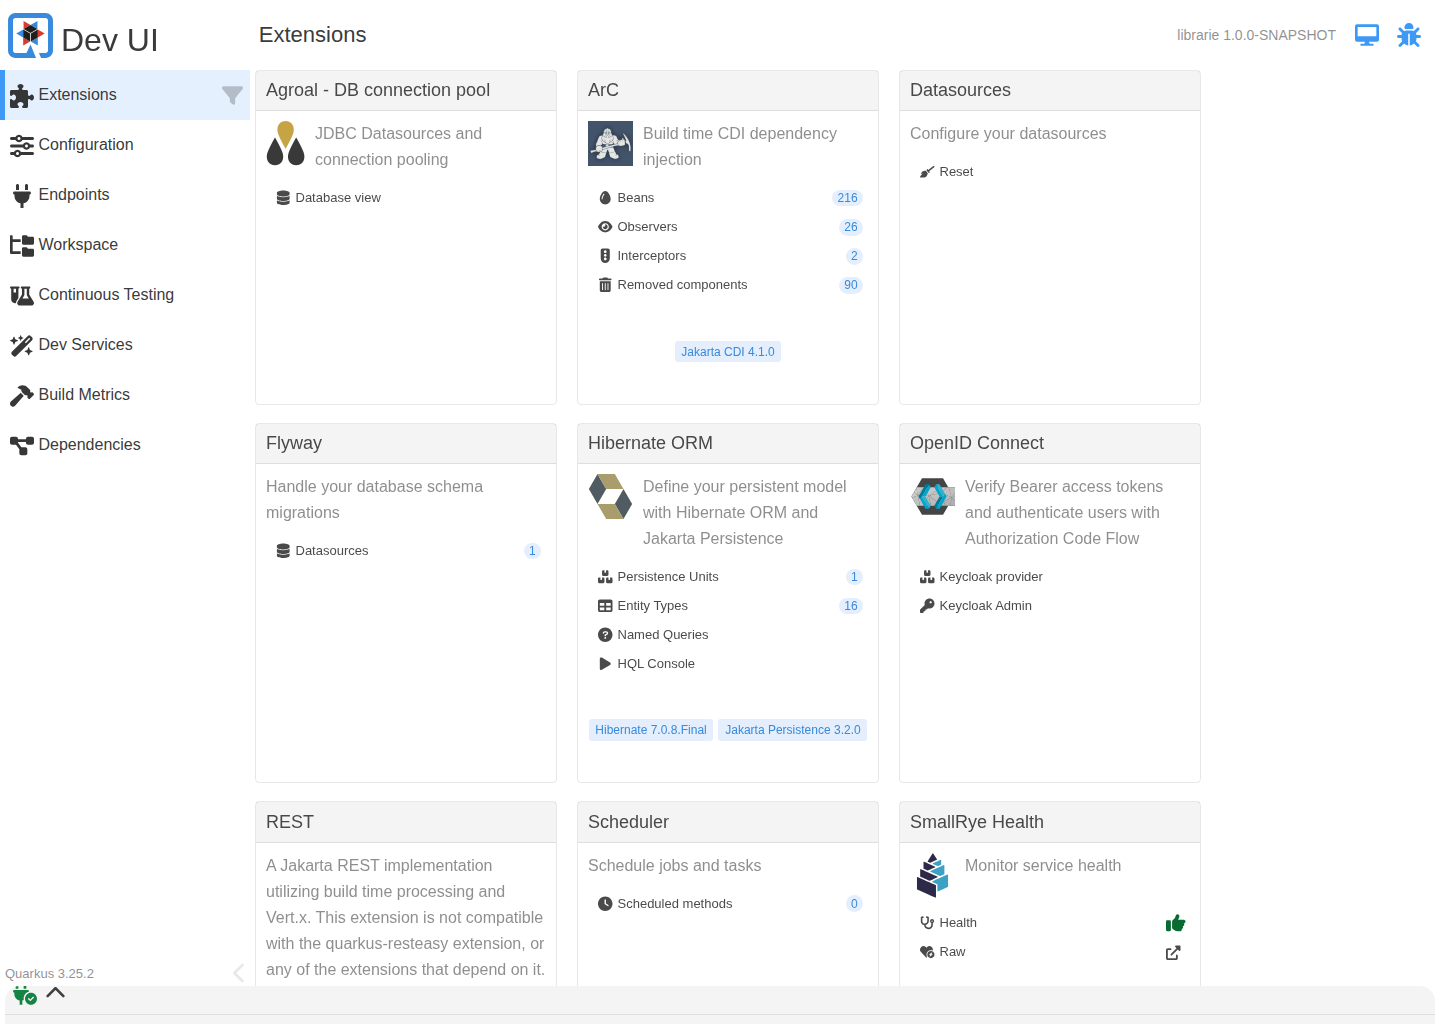 Dev UI
Extensions
librarie 1.0.0-SNAPSHOT
Extensions
Configuration
Endpoints
Workspace
Continuous Testing
Dev Services
Build Metrics
Dependencies
Quarkus 3.25.2
Agroal - DB connection pool
JDBC Datasources and
connection pooling
Database view
ArC
Build time CDI dependency
injection
Beans 216
Observers 26
Interceptors 2
Removed components 90
Jakarta CDI 4.1.0
Datasources
Configure your datasources
Reset
Flyway
Handle your database schema
migrations
Datasources 1
Hibernate ORM
Define your persistent model
with Hibernate ORM and
Jakarta Persistence
Persistence Units 1
Entity Types 16
Named Queries
HQL Console
Hibernate 7.0.8.Final Jakarta Persistence 3.2.0
OpenID Connect
Verify Bearer access tokens
and authenticate users with
Authorization Code Flow
Keycloak provider
Keycloak Admin
REST
A Jakarta REST implementation
utilizing build time processing and
Vert.x. This extension is not compatible
with the quarkus-resteasy extension, or
any of the extensions that depend on it.
Scheduler
Schedule jobs and tasks
Scheduled methods 0
SmallRye Health
Monitor service health
Health
Raw